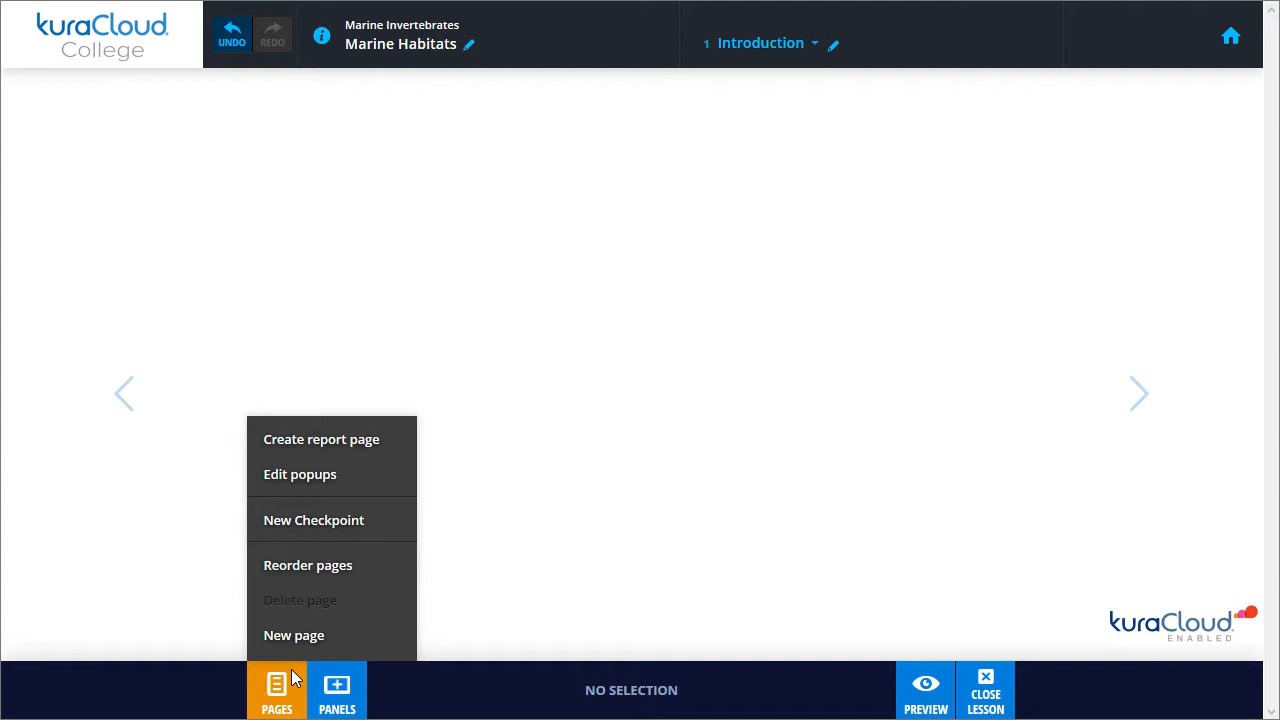 kuraCloud
College
UNDO
REDO
Marine Invertebrates
Marine Habitats
1 Introduction
Create report page
Edit popups
New Checkpoint
Reorder pages
Delete page
New page
kuraCloud
ENABLED
PAGES
PANELS
NO SELECTION
PREVIEW
CLOSE
LESSON